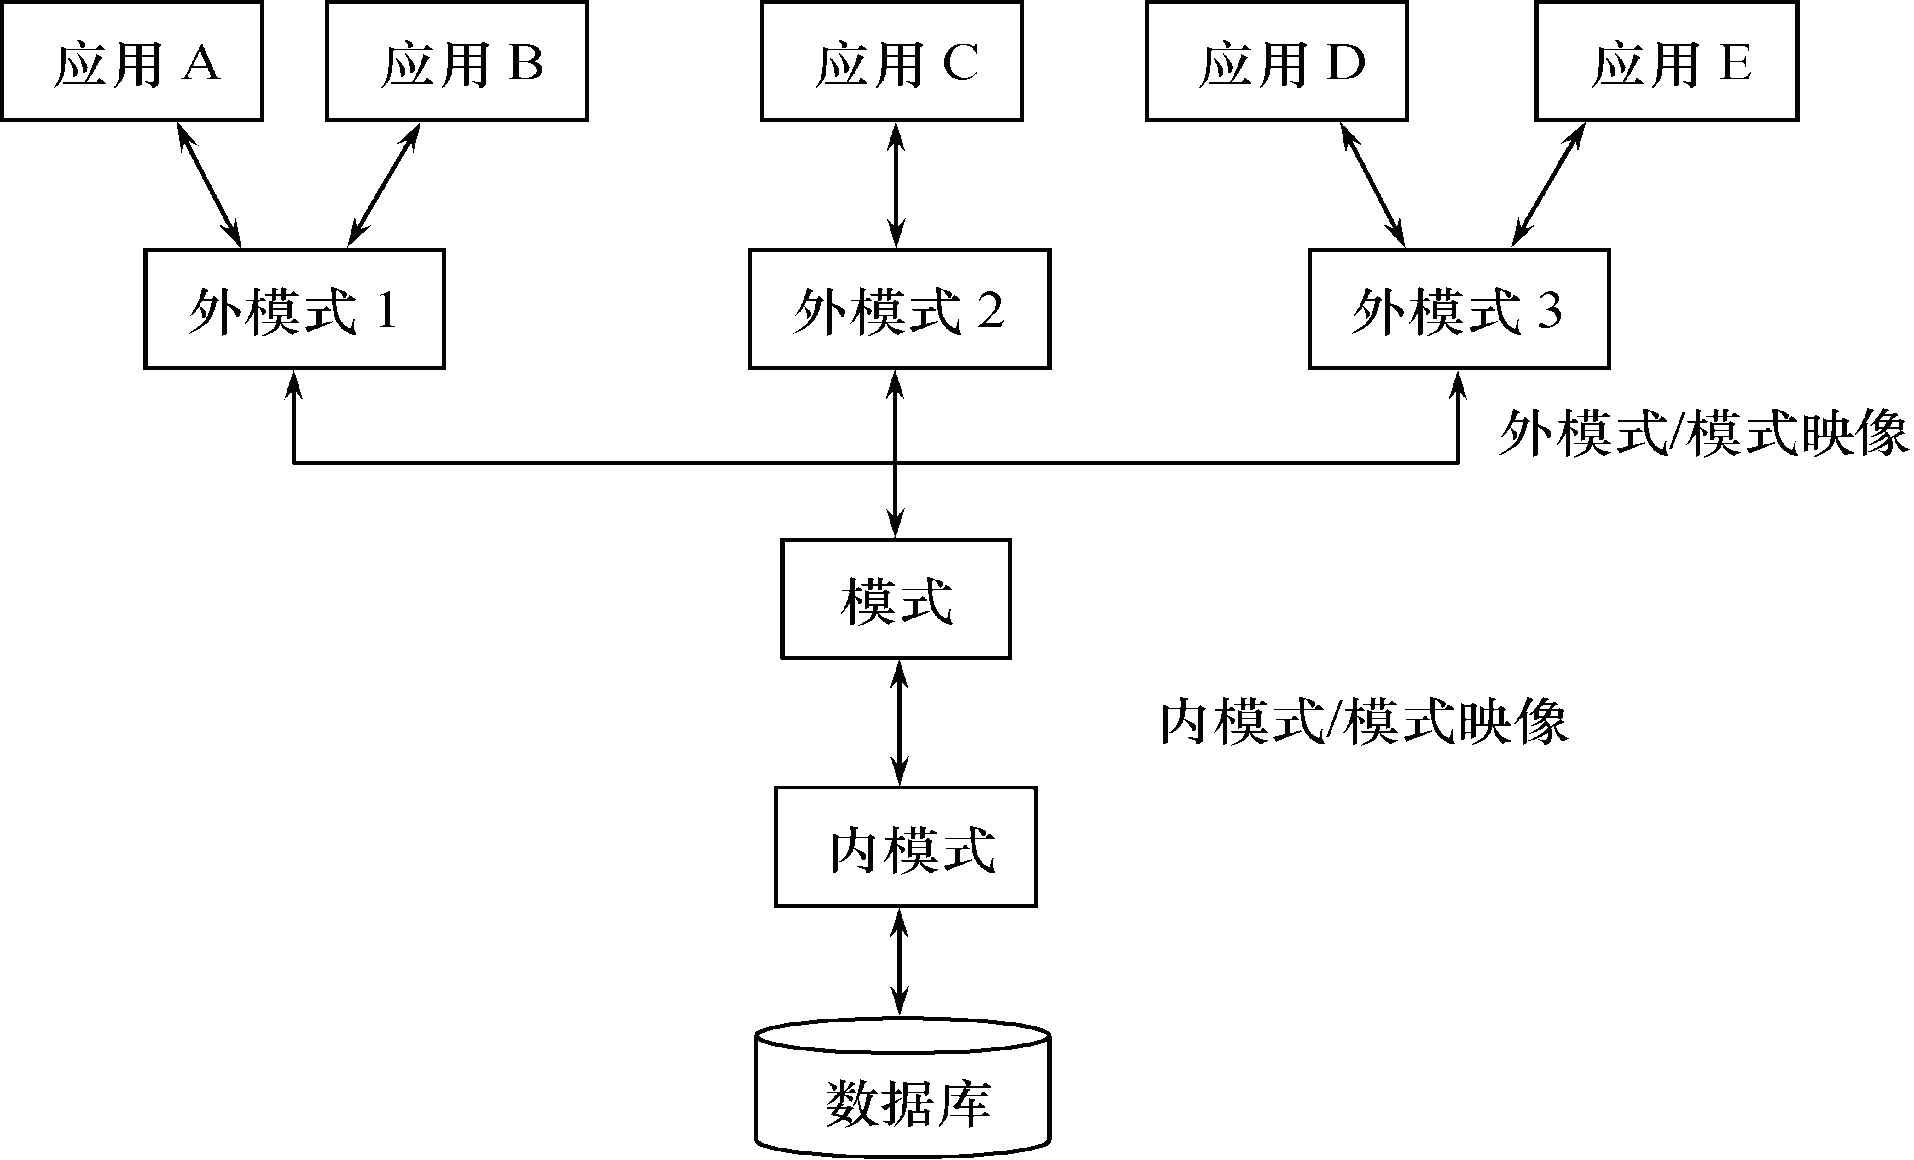 应用 A
应用 B
应用 C
应用 D
应用 E
外模式 1
外模式 2
外模式 3
外模式/模式映像
模式
内模式/模式映像
内模式
数据库